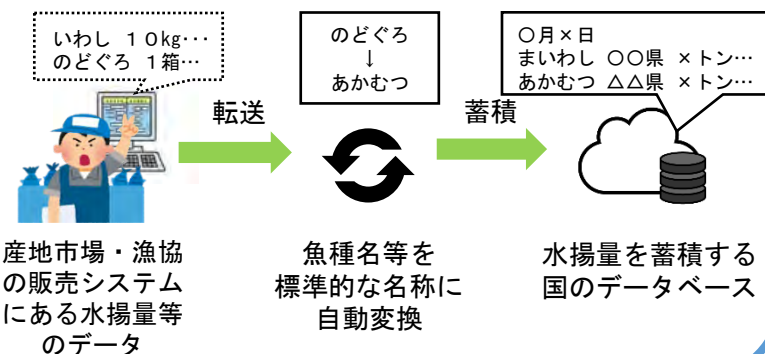 いわし １０kg･･･
のどぐろ １箱…
のどぐろ
↓
あかむつ
〇月×日
まいわし 〇〇県 ×トン…
あかむつ △△県 ×トン…
転送
蓄積
産地市場・漁協
の販売システム
にある水揚量等
のデータ
魚種名等を
標準的な名称に
自動変換
水揚量を蓄積する
国のデータベース